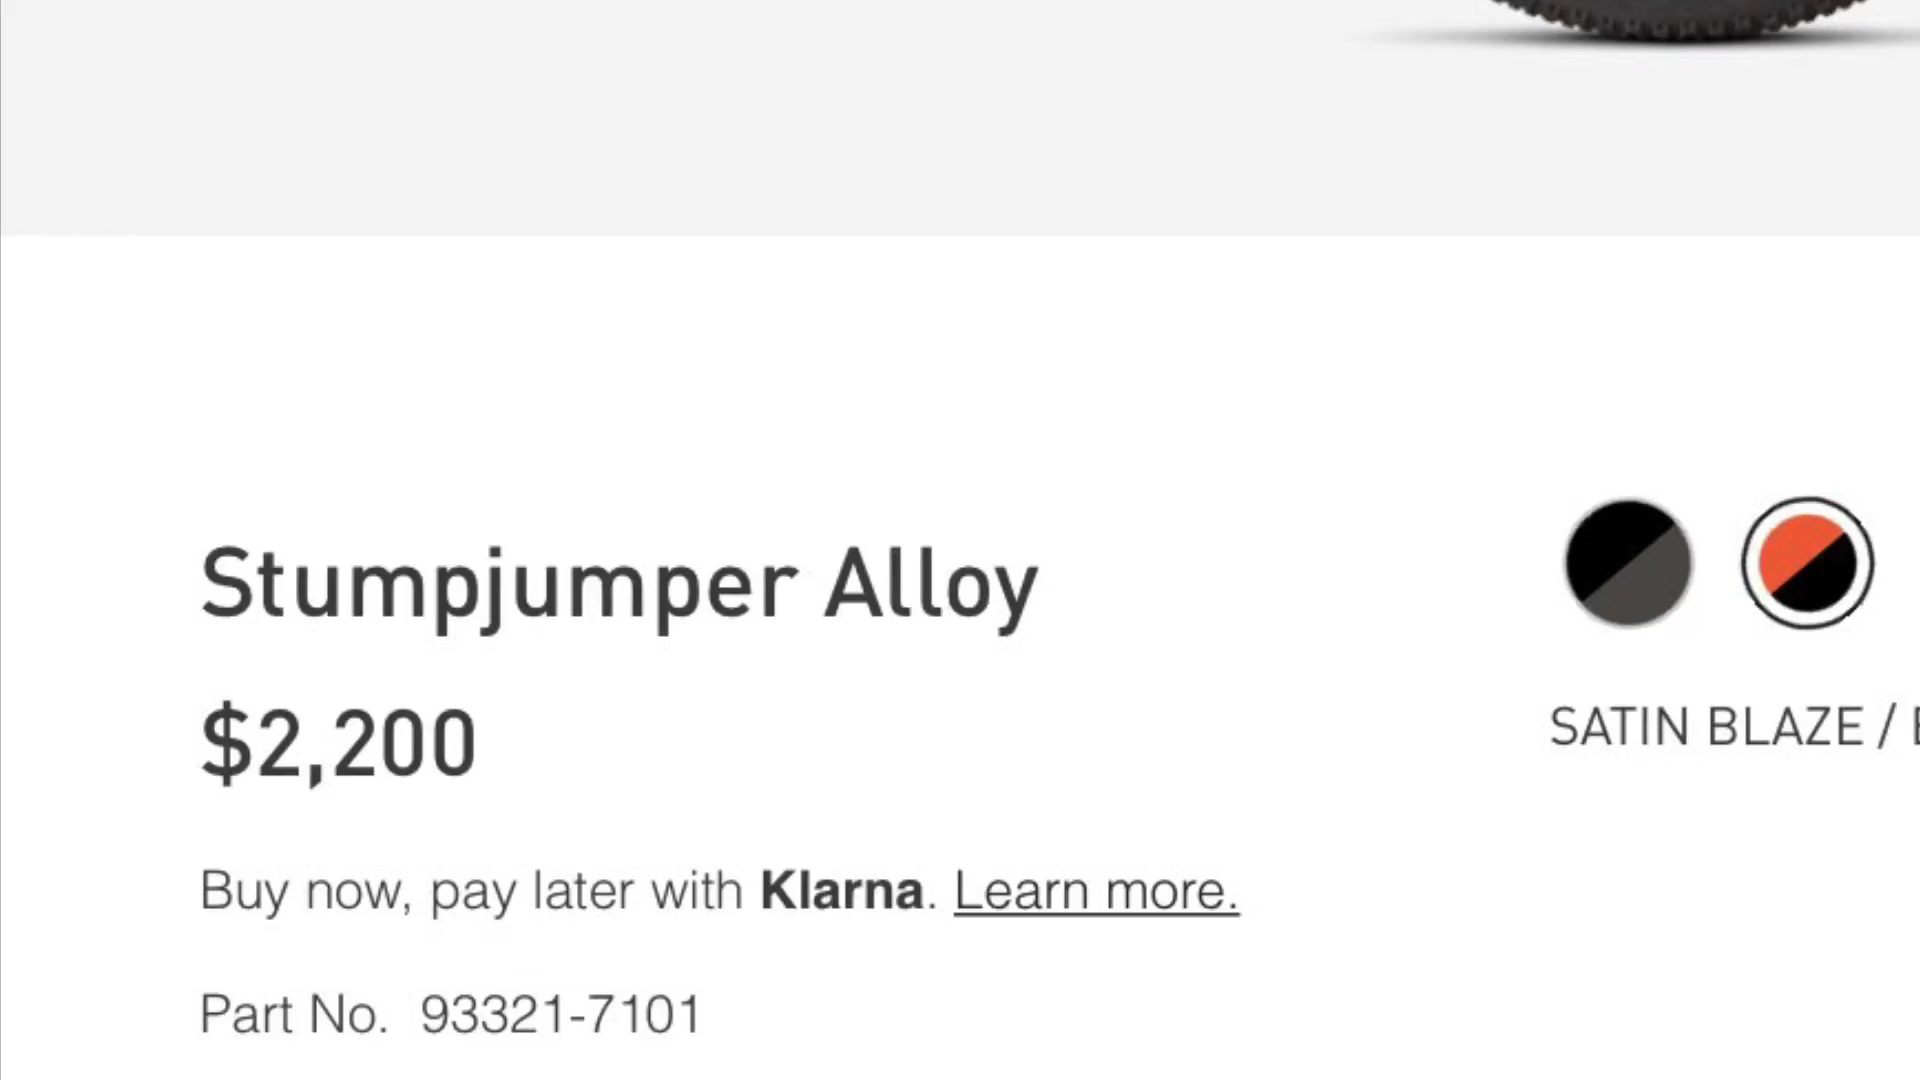 Stumpjumper Alloy
$2,200
Buy now, pay later with Klarna. Learn more.
Part No. 93321-7101
SATIN BLAZE /